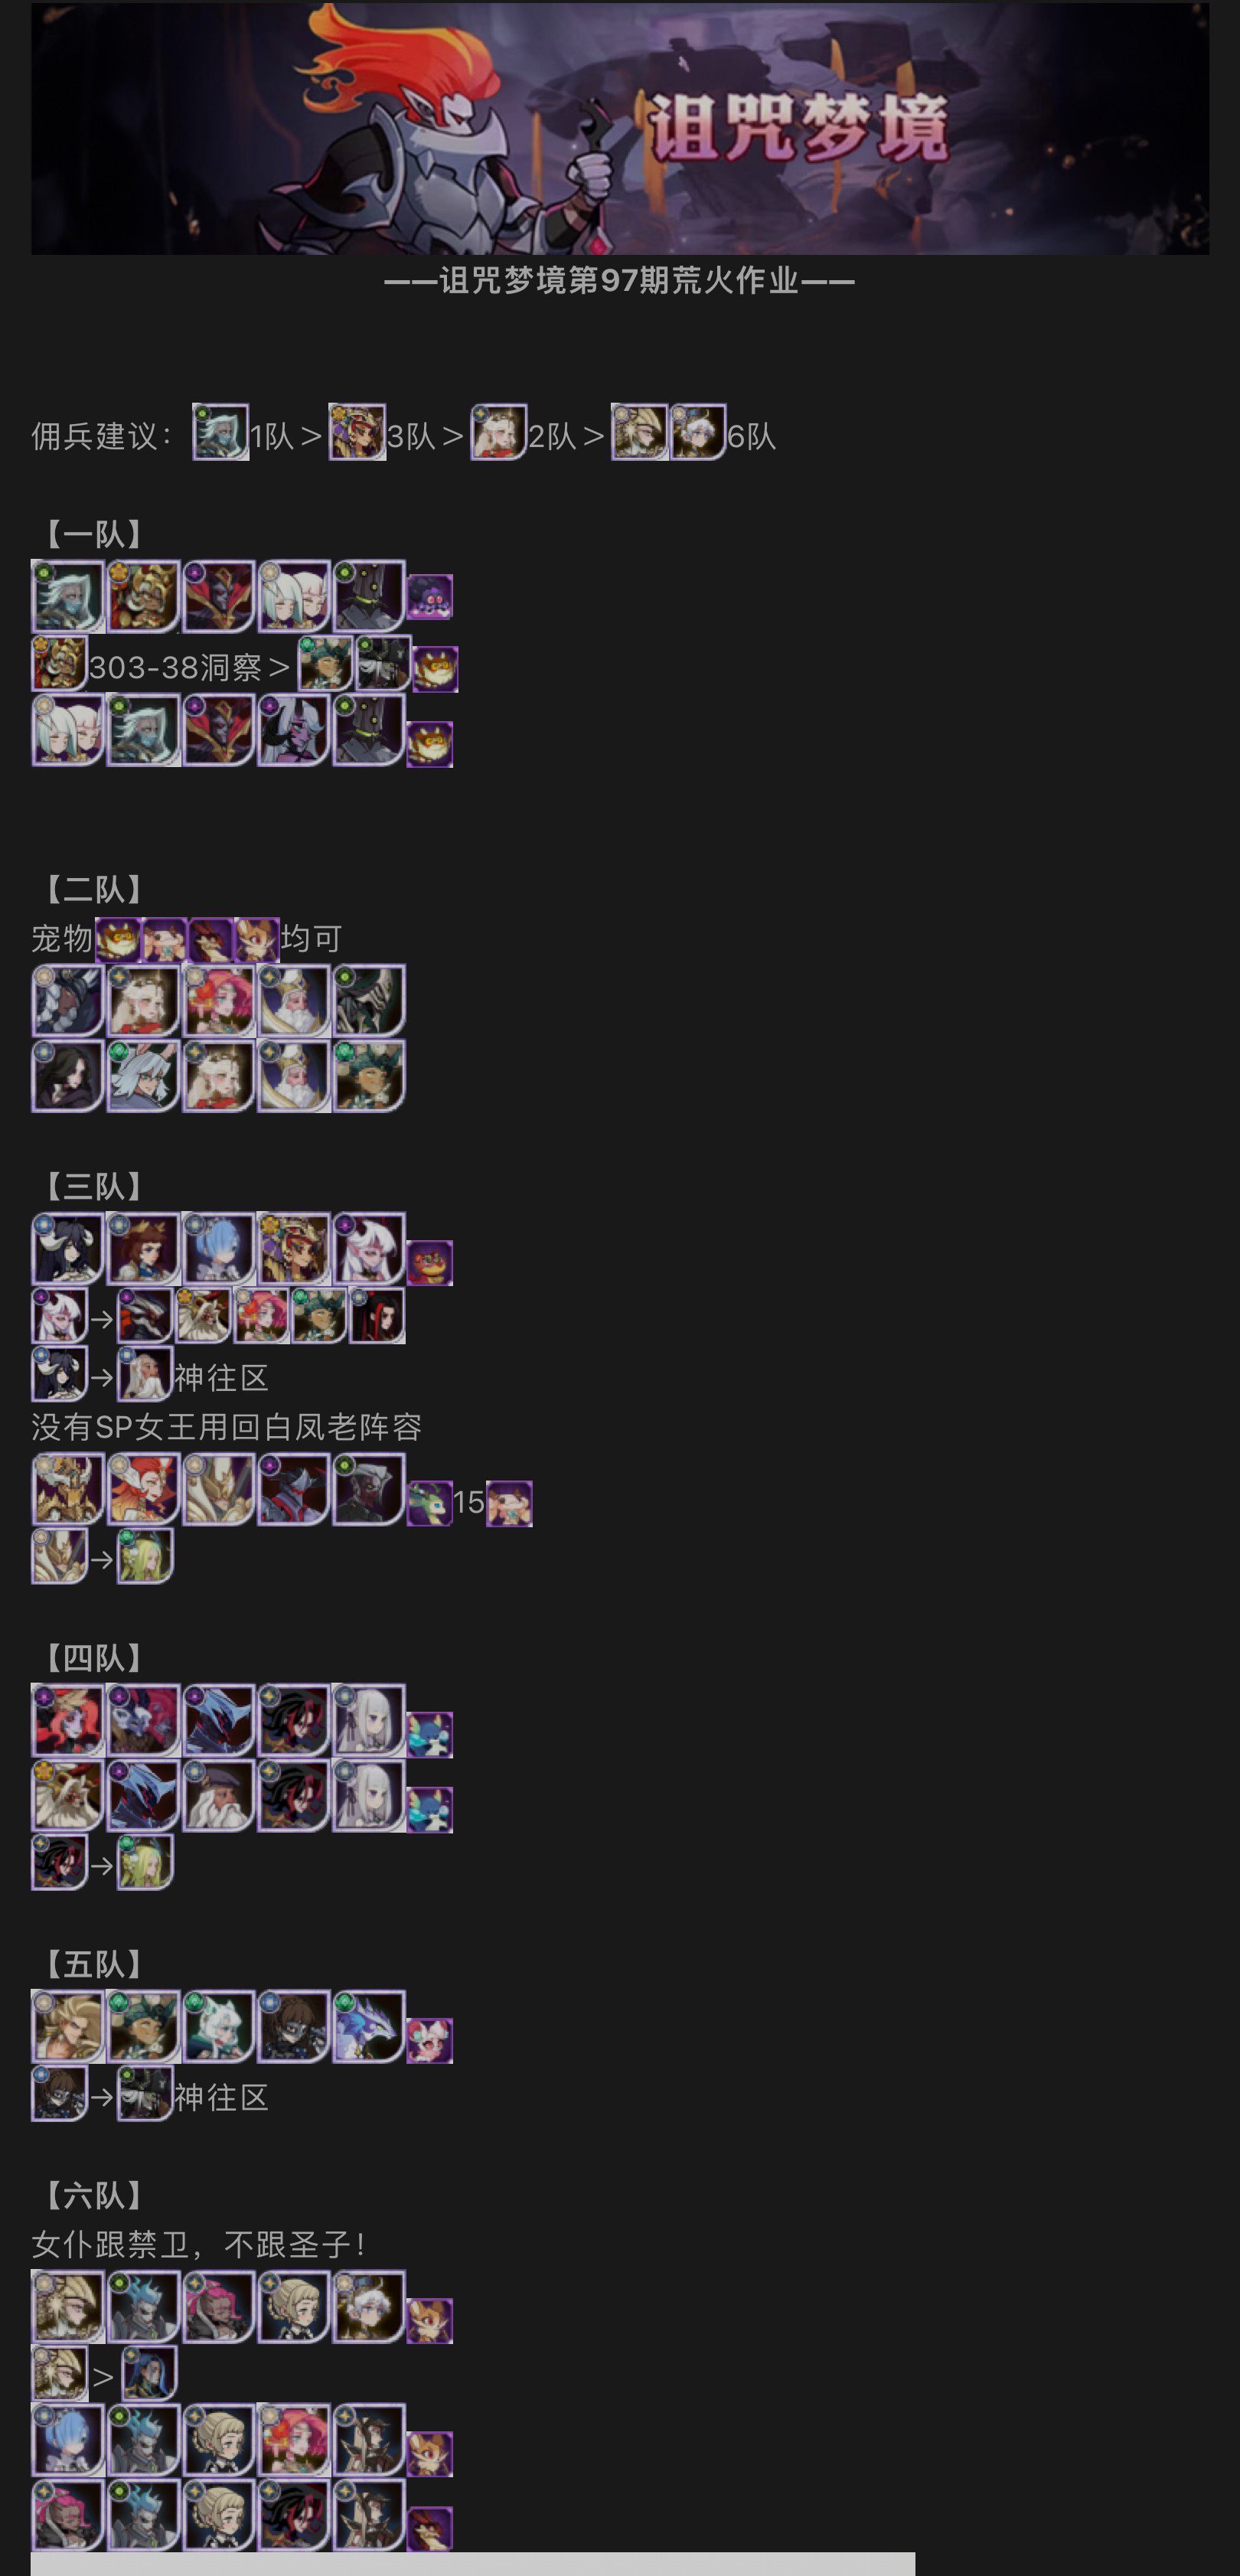 诅咒梦境
——诅咒梦境第97期荒火作业——
佣兵建议：1队＞3队＞2队＞6队
【一队】
303-38洞察＞
【二队】
宠物均可
【三队】
→
→神往区
没有SP女王用回白凤老阵容
15
→
【四队】
→
【五队】
→神往区
【六队】
女仆跟禁卫，不跟圣子！
＞